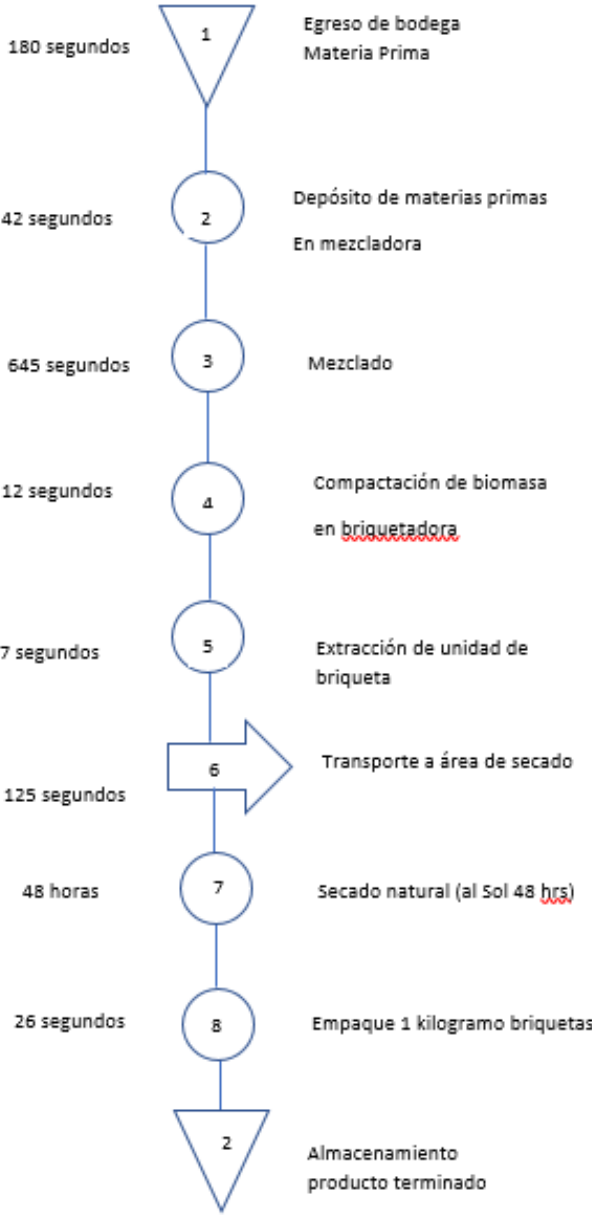 180 segundos
1
Egreso de bodega
Materia Prima
42 segundos
2
Depósito de materias primas
En mezcladora
645 segundos
3
Mezclado
12 segundos
4
Compactación de biomasa
en briquetadora
7 segundos
5
Extracción de unidad de
briqueta
125 segundos
6
Transporte a área de secado
48 horas
7
Secado natural (al Sol 48 hrs)
26 segundos
8
Empaque 1 kilogramo briquetas
2
Almacenamiento
producto terminado